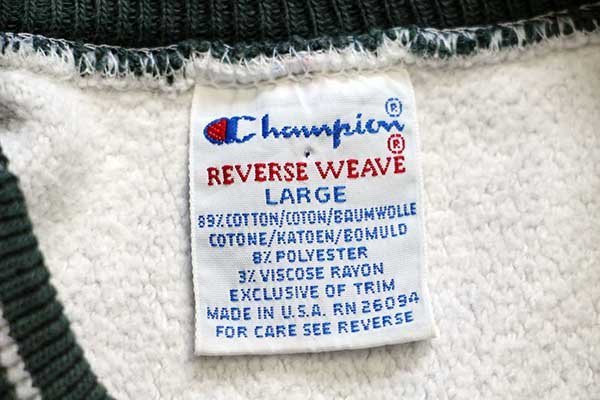 Champion®
REVERSE WEAVE®
LARGE
89% COTTON/COTON/BAUMWOLLE
COTONE/KATOEN/BOMULD
8% POLYESTER
3% VISCOSE RAYON
EXCLUSIVE OF TRIM
MADE IN U.S.A. RN 26094
FOR CARE SEE REVERSE